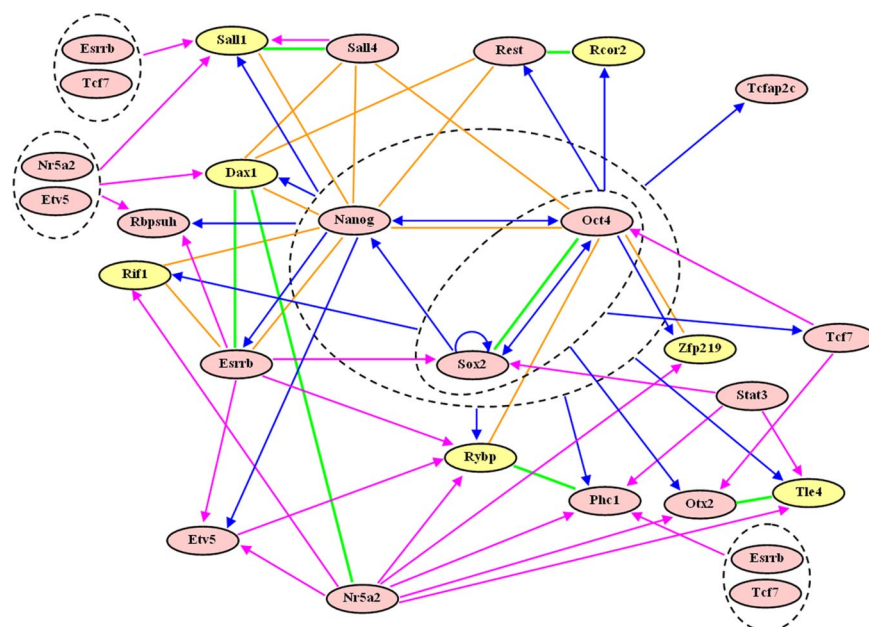 Esrrb
Sall1
Sall4
Rest
Rcor2
Tcf7
Tcfap2c
Nr5a2
Dax1
Etv5
Rbpsuh
Nanog
Oct4
Rif1
Tcf7
Zfp219
Esrrb
Sox2
Stat3
Rybp
Phc1
Otx2
Tle4
Etv5
Esrrb
Nr5a2
Tcf7